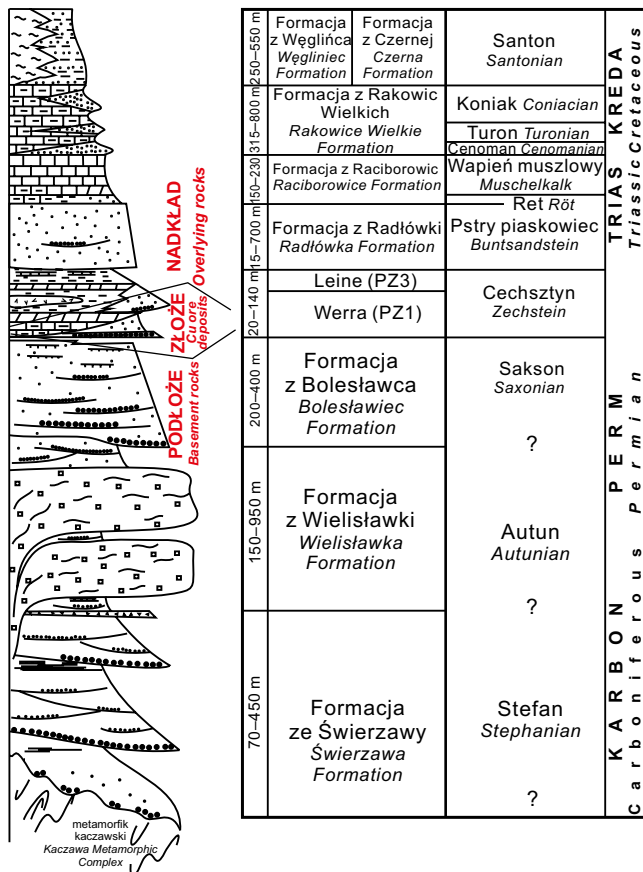 250–550 m
Formacja
z Węglińca
Węgliniec
Formation
Formacja
z Czernej
Czerna
Formation
Santon
Santonian
315–800 m
Formacja z Rakowic
Wielkich
Rakowice Wielkie
Formation
Koniak Coniacian
Turon Turonian
Cenoman Cenomanian
150–230
Formacja z Raciborowic
Raciborowice Formation
Wapień muszlowy
Muschelkalk
15–700 m
Formacja z Radłówki
Radłówka Formation
Ret Röt
Pstry piaskowiec
Buntsandstein
20–140 m
Leine (PZ3)
Werra (PZ1)
Cechsztyn
Zechstein
200–400 m
Formacja
z Bolesławca
Bolesławiec
Formation
Sakson
Saxonian
?
150–950 m
Formacja
z Wielisławki
Wielisławka
Formation
Autun
Autunian
?
70–450 m
Formacja
ze Świerzawy
Świerzawa
Formation
Stefan
Stephanian
?
KARBON PERM TRIAS KREDA
Carboniferous Permian Triassic Cretaceous
NADKŁAD
Overlying rocks
ZŁOŻE
Cu ore
deposits
PODŁOŻE
Basement rocks
metamorfik
kaczawski
Kaczawa Metamorphic
Complex